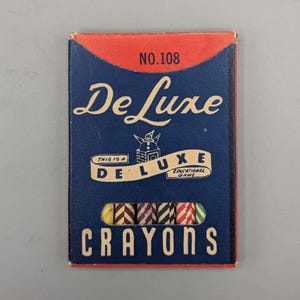 NO.108
De Luxe
THIS IS A
DE LUXE
EDUCATIONAL
GAME
CRAYONS